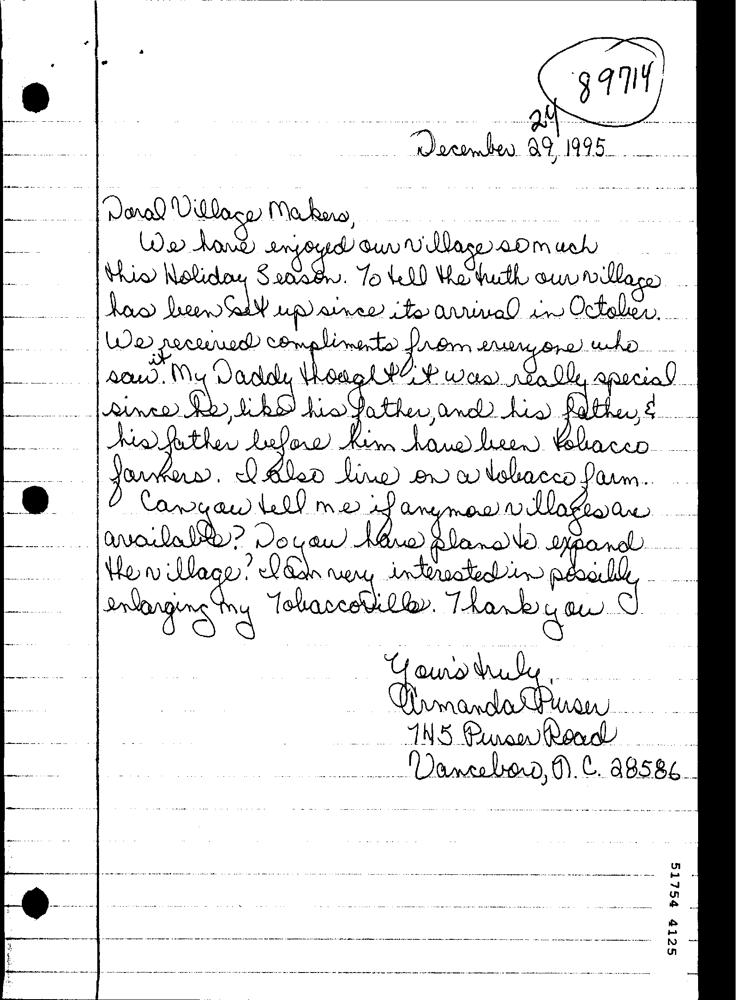 89714
24
December 29, 1995
Doral Village Makers,
We have enjoyed our village so much
this Holiday Season. To tell the truth our village
has been set up since its arrival in October.
We received compliments from everyone who
saw it. My Daddy thought it was really special
since he, like his father, and his father, &
his father before him have been tobacco
farmers. I also live on a tobacco farm.
Can you tell me if anymore villages are
available? Do you have plans to expand
the village? I am very interested in possibly
enlarging my Tobaccoville. Thank you
Your's truly,
Armanda Purser
745 Purser Road
Vanceboro, N.C. 28586
51754 4125